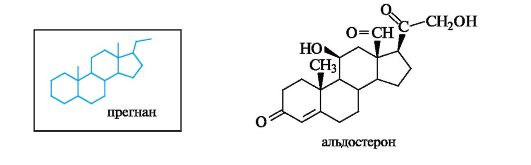 прегнан
O
C
CH₂OH
O=CH
HO
CH₃
O
альдостерон